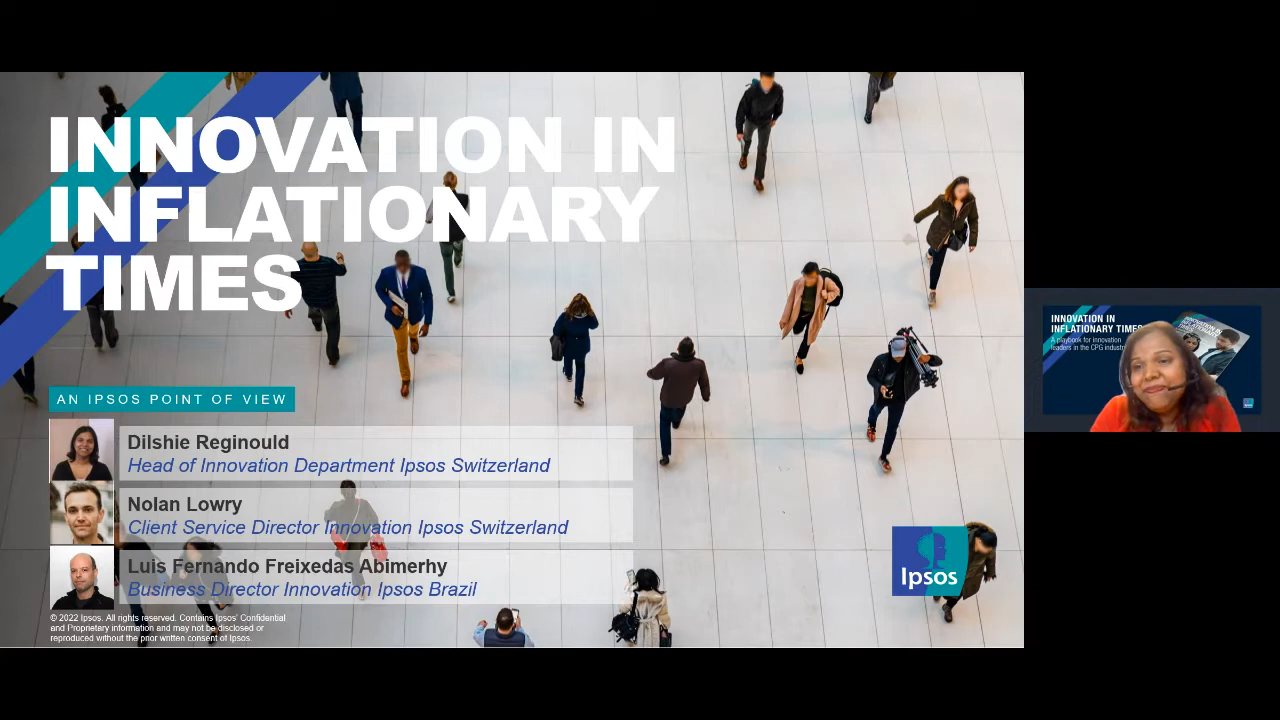 INNOVATION IN
INFLATIONARY
TIMES
AN IPSOS POINT OF VIEW
Dilshie Reginould
Head of Innovation Department Ipsos Switzerland
Nolan Lowry
Client Service Director Innovation Ipsos Switzerland
Luis Fernando Freixedas Abimerhy
Business Director Innovation Ipsos Brazil
© 2022 Ipsos. All rights reserved. Contains Ipsos' Confidential
and Proprietary information and may not be disclosed or
reproduced without the prior written consent of Ipsos.
Ipsos
INNOVATION IN
INFLATIONARY TIMES
A playbook for innovation
leaders in the CPG